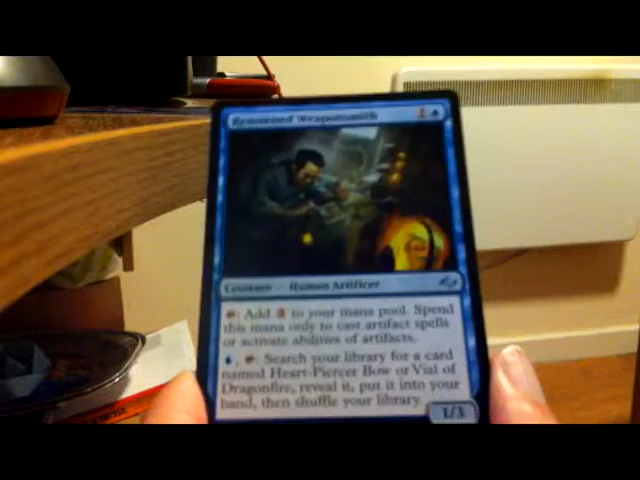 Renowned Weaponsmith 1
Creature — Human Artificer
: Add 2 to your mana pool. Spend
this mana only to cast artifact spells
or activate abilities of artifacts.
, : Search your library for a card
named Heart-Piercer Bow or Vial of
Dragonfire, reveal it, put it into your
hand, then shuffle your library.
1/3